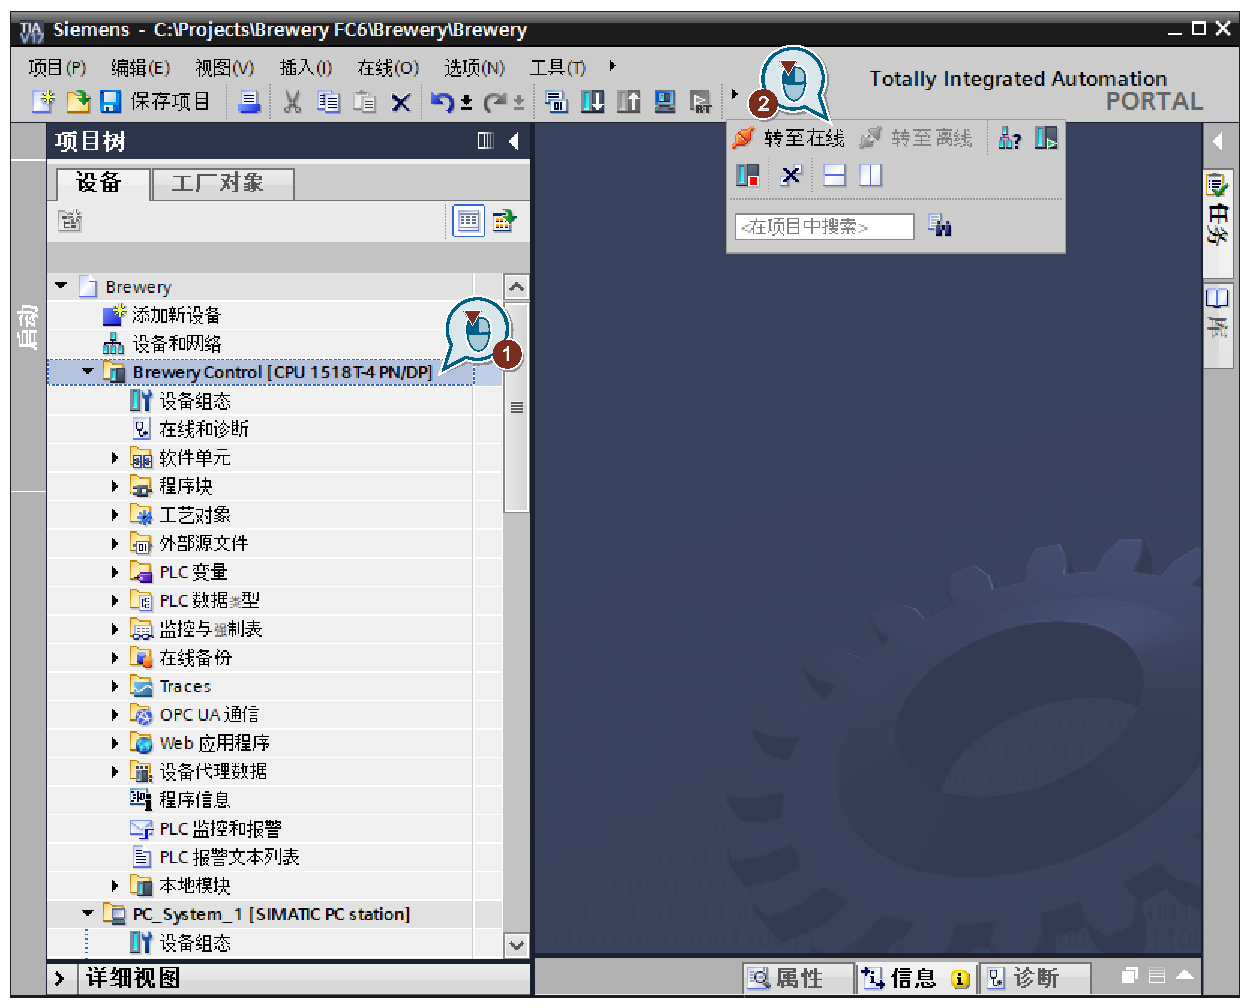 TIA V19 Siemens - C:\Projects\Brewery FC6\Brewery\Brewery
项目(P) 编辑(E) 视图(V) 插入(I) 在线(O) 选项(N) 工具(T)
Totally Integrated Automation
PORTAL
保存项目
RT
2
转至在线 转至离线
<在项目中搜索>
项目树
设备 工厂对象
启动
Brewery
添加新设备
设备和网络
1
Brewery Control [CPU 1518T-4 PN/DP]
设备组态
在线和诊断
软件单元
程序块
工艺对象
外部源文件
PLC 变量
PLC 数据类型
监控与强制表
在线备份
Traces
OPC UA 通信
Web 应用程序
设备代理数据
程序信息
PLC 监控和报警
PLC 报警文本列表
本地模块
PC_System_1 [SIMATIC PC station]
设备组态
详细视图
属性 信息 诊断
任务
库